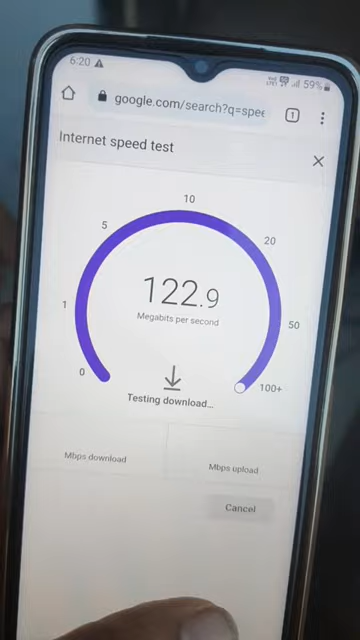 6:20
59%
google.com/search?q=spee
1
Internet speed test
10
5
20
122.9
Megabits per second
1
50
0
100+
Testing download...
Mbps download
Mbps upload
Cancel